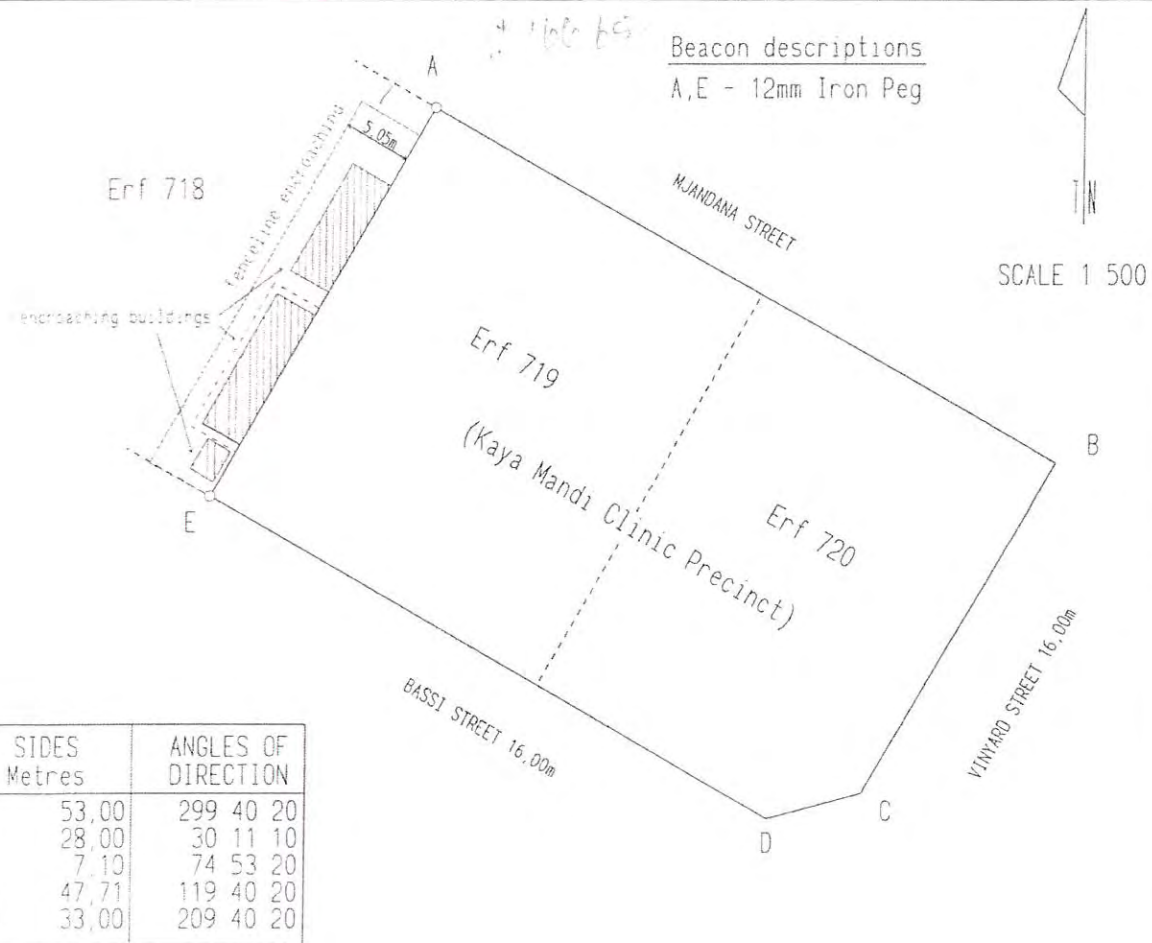 Beacon descriptions
A,E - 12mm Iron Peg
A
5,05m
fenceline encroaching
Erf 718
MJANDANA STREET
TN
SCALE 1 500
encroaching buildings
Erf 719
B
(Kaya Mandi Clinic Precinct)
Erf 720
E
VINYARD STREET 16,00m
BASSI STREET 16,00m
C
D
SIDES Metres ANGLES OF DIRECTION
53,00 299 40 20
28,00 30 11 10
7,10 74 53 20
47,71 119 40 20
33,00 209 40 20